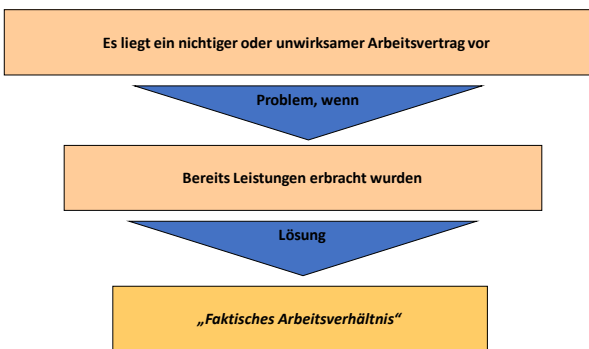 Es liegt ein nichtiger oder unwirksamer Arbeitsvertrag vor
Problem, wenn
Bereits Leistungen erbracht wurden
Lösung
„Faktisches Arbeitsverhältnis“